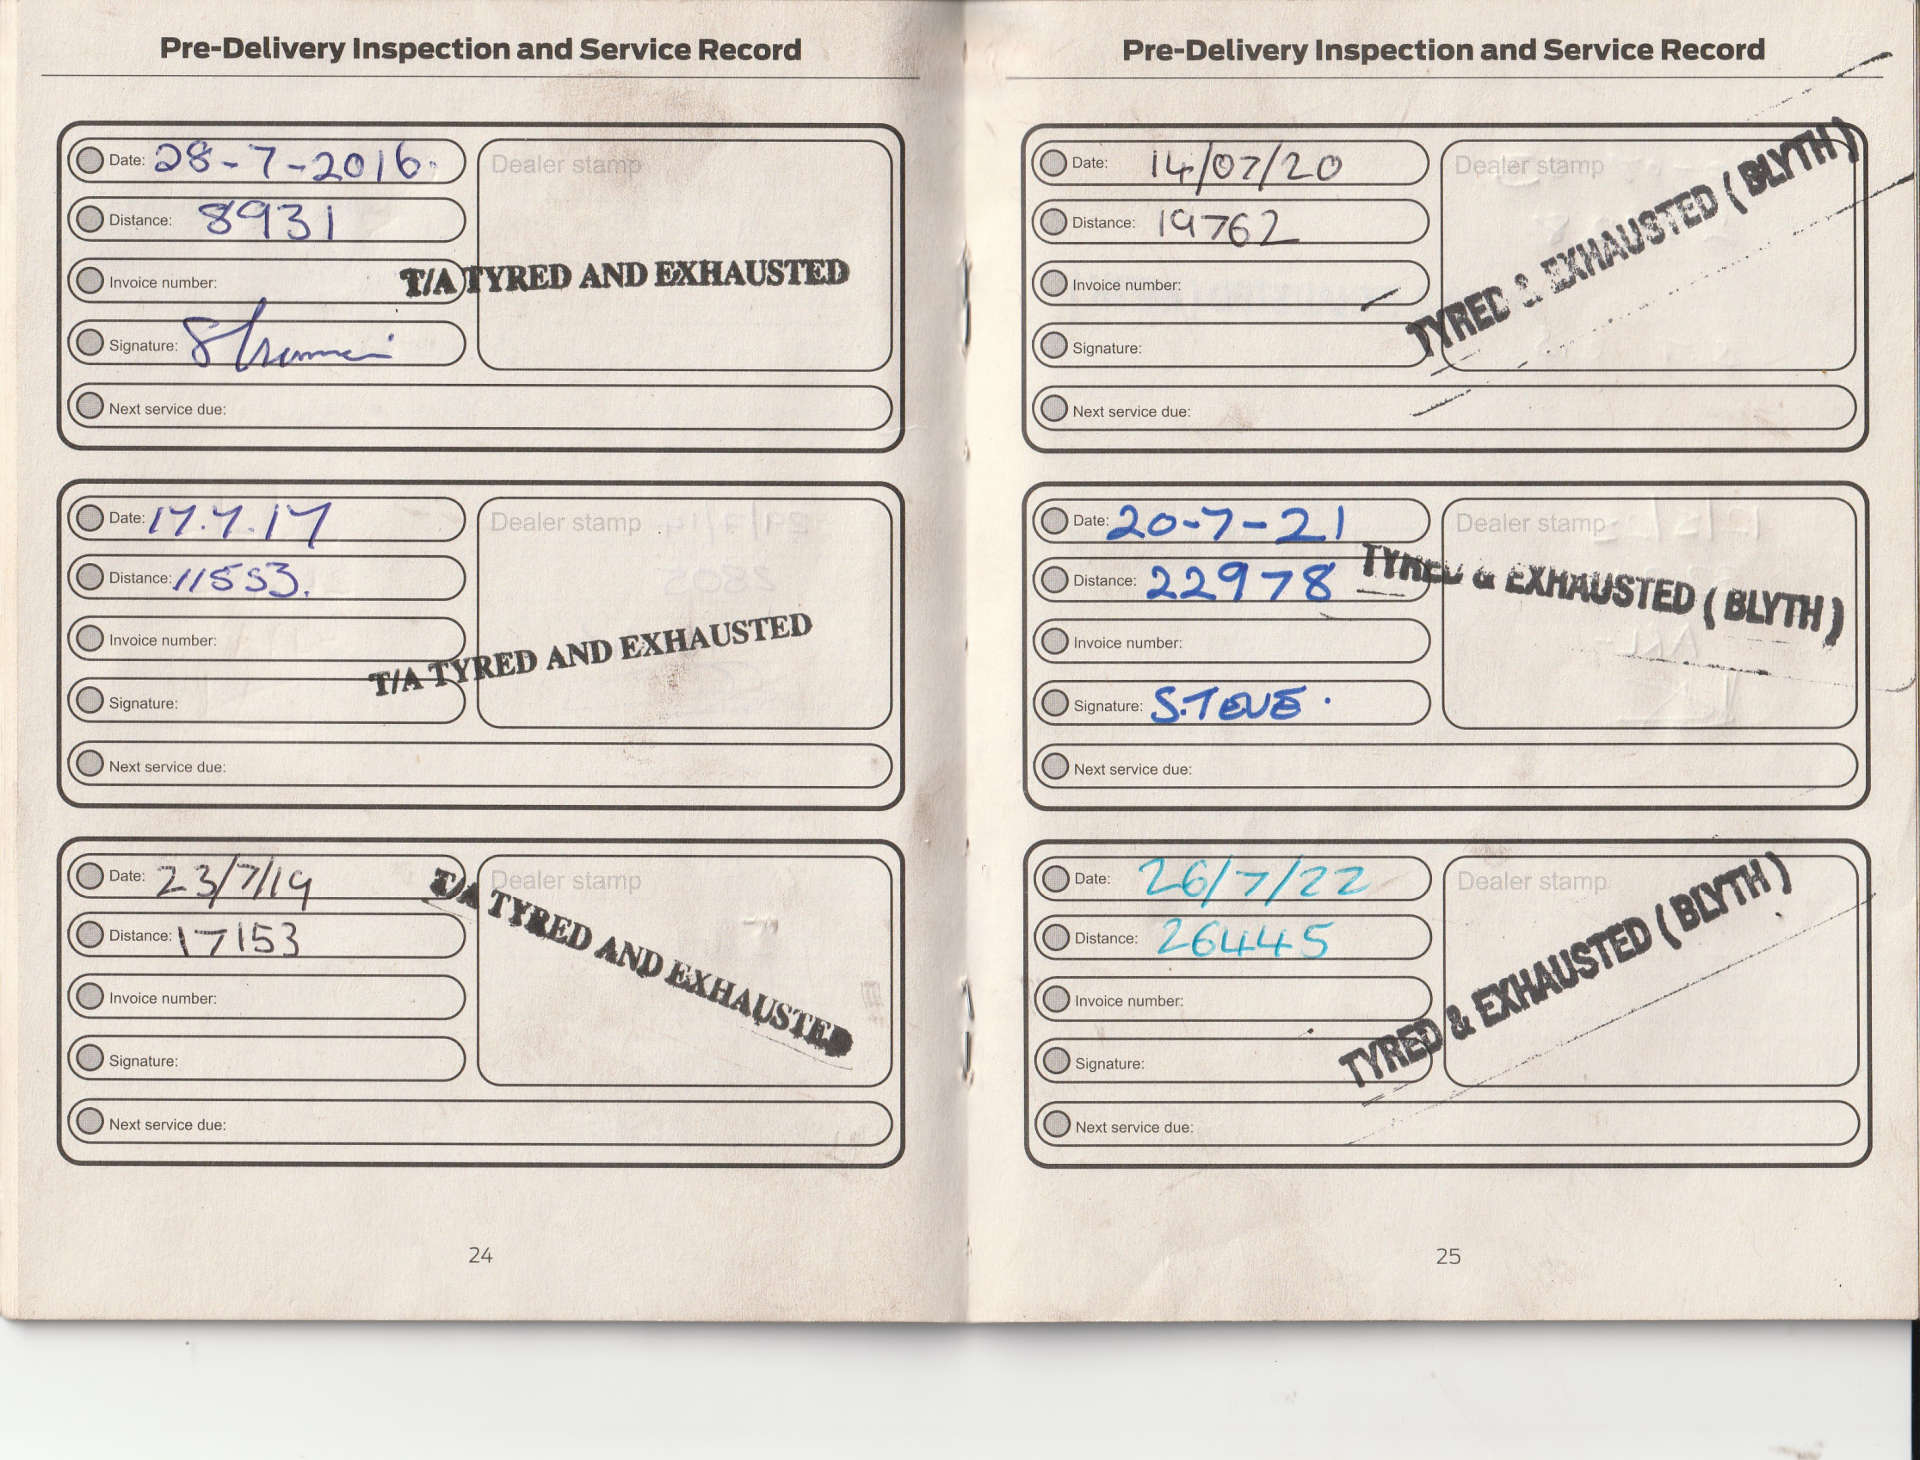 Pre-Delivery Inspection and Service Record
Date: 28-7-2016.
Dealer stamp
Distance: 8931
Invoice number:
T/A TYRED AND EXHAUSTED
Signature:
Next service due:
Date: 17.7.17
Dealer stamp
Distance: 11553.
Invoice number:
T/A TYRED AND EXHAUSTED
Signature:
Next service due:
Date: 23/7/19
Dealer stamp
Distance: 17153
T/A TYRED AND EXHAUSTED
Invoice number:
Signature:
Next service due:
24
Pre-Delivery Inspection and Service Record
Date: 14/07/20
Dealer stamp
Distance: 19762
TYRED & EXHAUSTED ( BLYTH )
Invoice number:
Signature:
Next service due:
Date: 20-7-21
Dealer stamp
Distance: 22978
TYRED & EXHAUSTED ( BLYTH )
Invoice number:
Signature: STEVE.
Next service due:
Date: 26/7/22
Dealer stamp
Distance: 26445
TYRED & EXHAUSTED ( BLYTH )
Invoice number:
Signature:
Next service due:
25